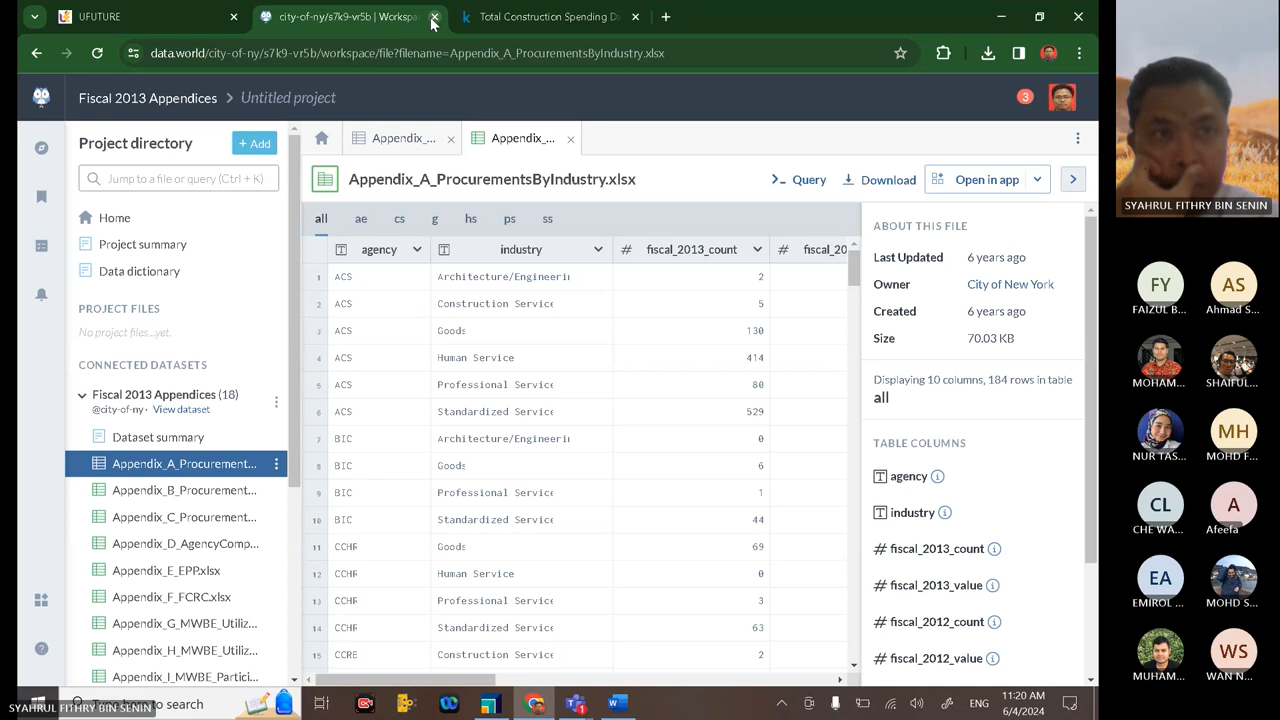 UFUTURE
city-of-ny/s7k9-vr5b | Workspa
Total Construction Spending Da
data.world/city-of-ny/s7k9-vr5b/workspace/file?filename=Appendix_A_ProcurementsByIndustry.xlsx
Fiscal 2013 Appendices > Untitled project
3
Project directory
+ Add
Jump to a file or query (Ctrl + K)
Home
Project summary
Data dictionary
PROJECT FILES
No project files...yet.
CONNECTED DATASETS
Fiscal 2013 Appendices (18)
@city-of-ny · View dataset
Dataset summary
Appendix_A_Procurement...
Appendix_B_Procurement...
Appendix_C_Procurement...
Appendix_D_AgencyComp...
Appendix_E_EPP.xlsx
Appendix_F_FCRC.xlsx
Appendix_G_MWBE_Utiliz...
Appendix_H_MWBE_Utiliz...
Appendix_I_MWBE_Partici...
Appendix_...
Appendix_...
Appendix_A_ProcurementsByIndustry.xlsx
Query
Download
Open in app
all ae cs g hs ps ss
agency industry fiscal_2013_count fiscal_20
1 ACS Architecture/Engineerin 2
2 ACS Construction Service 5
3 ACS Goods 130
4 ACS Human Service 414
5 ACS Professional Service 80
6 ACS Standardized Service 529
7 BIC Architecture/Engineerin 0
8 BIC Goods 6
9 BIC Professional Service 1
10 BIC Standardized Service 44
11 CCHR Goods 69
12 CCHR Human Service 0
13 CCHR Professional Service 3
14 CCHR Standardized Service 63
15 CCRB Construction Service 2
ABOUT THIS FILE
Last Updated 6 years ago
Owner City of New York
Created 6 years ago
Size 70.03 KB
Displaying 10 columns, 184 rows in table
all
TABLE COLUMNS
agency
industry
# fiscal_2013_count
# fiscal_2013_value
# fiscal_2012_count
# fiscal_2012_value
SYAHRUL FITHRY BIN SENIN
FY
FAIZUL B...
AS
Ahmad S...
MOHAM...
SHAIFUL...
NUR TAS...
MH
MOHD F...
CL
CHE WA...
A
Afeefa
EA
EMIROL ...
MOHD S...
MUHAM...
WS
WAN N...
SYAHRUL FITHRY BIN SENIN
here to search
ENG
11:20 AM
6/4/2024